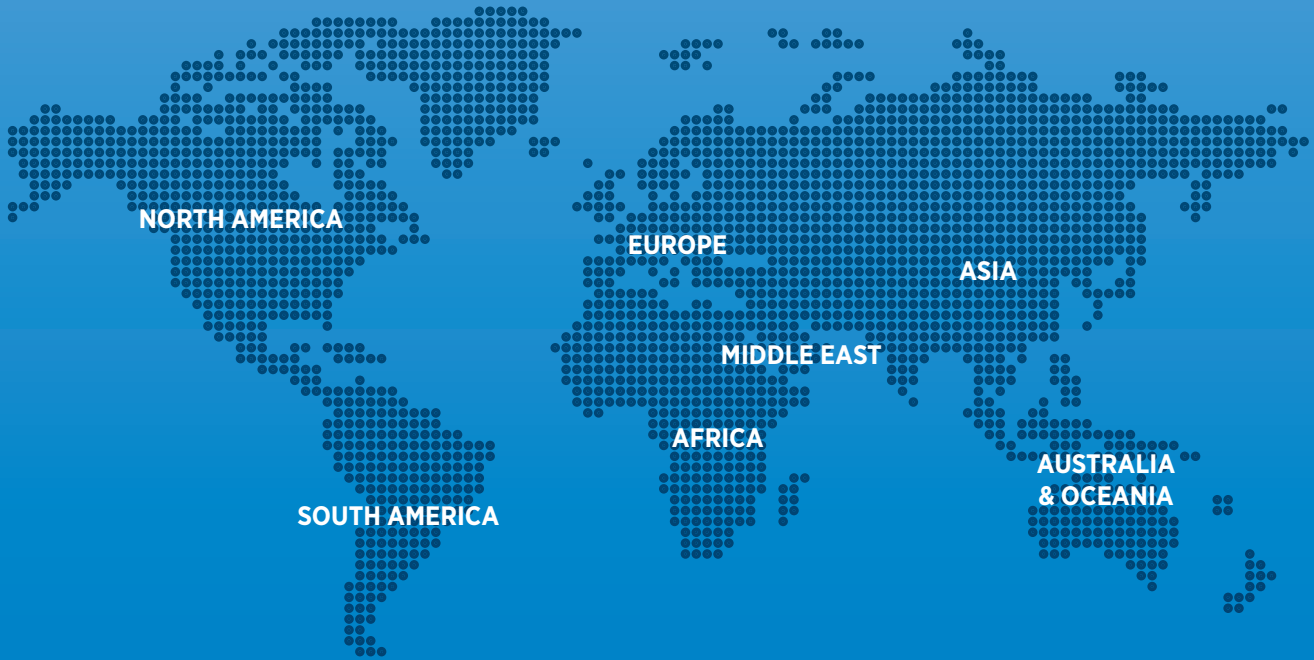 NORTH AMERICA
EUROPE
ASIA
MIDDLE EAST
AFRICA
AUSTRALIA
& OCEANIA
SOUTH AMERICA